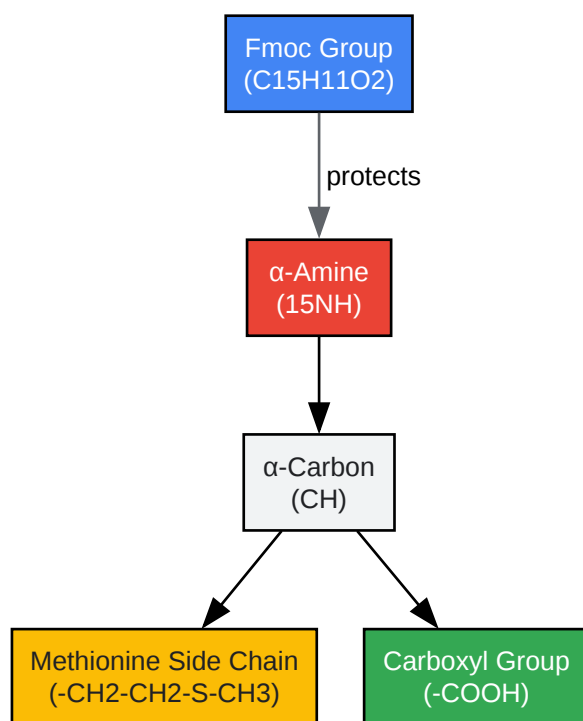 Fmoc Group
(C15H11O2)
protects
α-Amine
(15NH)
α-Carbon
(CH)
Methionine Side Chain
(-CH2-CH2-S-CH3)
Carboxyl Group
(-COOH)